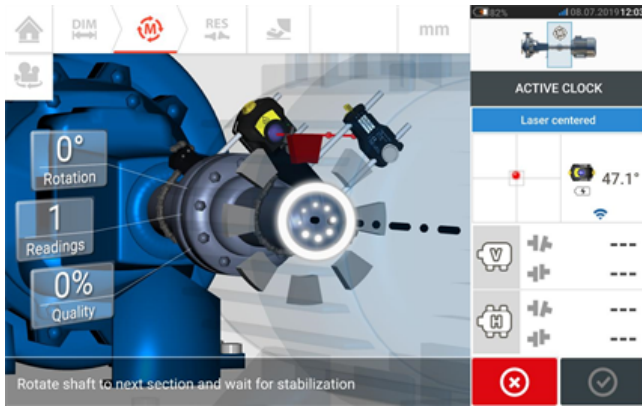 DIM
M
RES
mm
82%
08.07.2019 12:03
ACTIVE CLOCK
Laser centered
47.1°
0°
Rotation
1
Readings
0%
Quality
V
---
---
H
---
---
Rotate shaft to next section and wait for stabilization